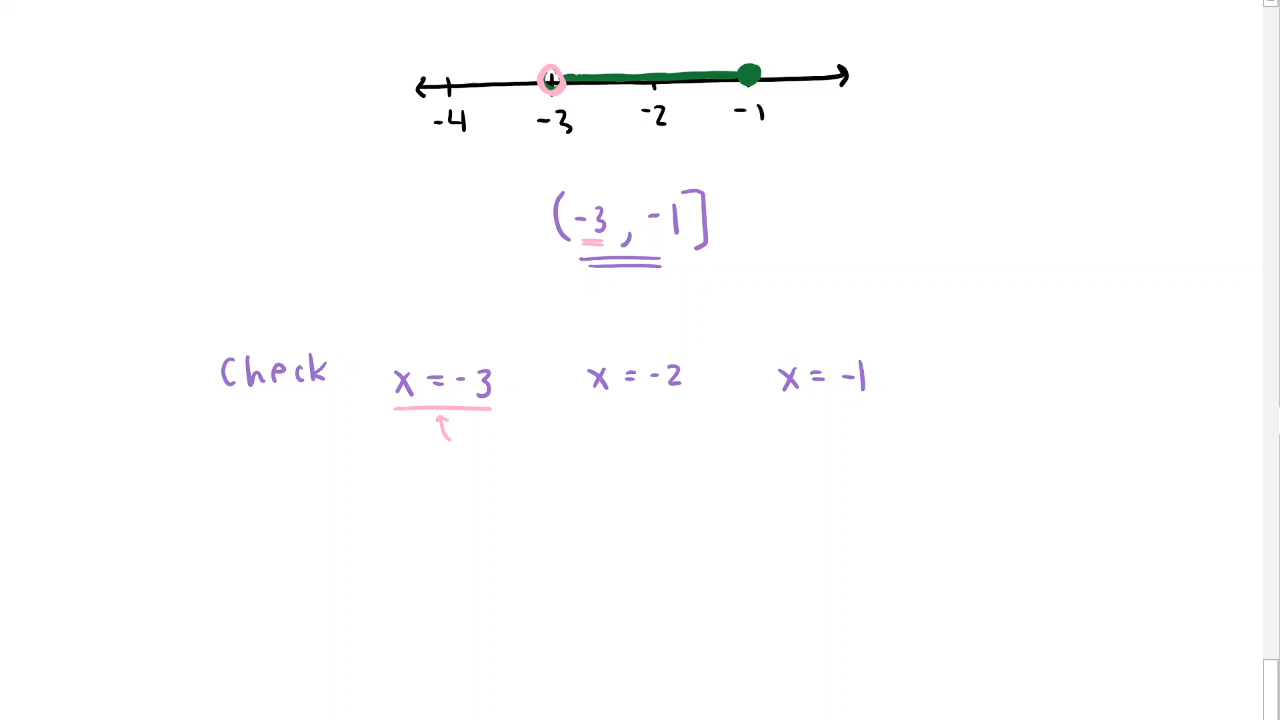 -4 -3 -2 -1
(-3, -1]
Check x = -3 x = -2 x = -1